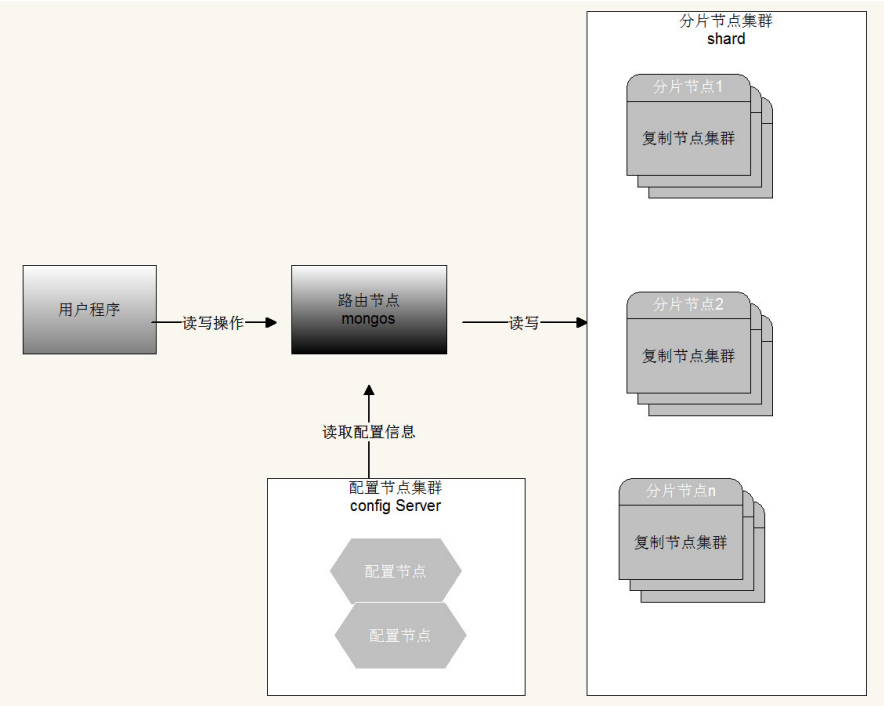 分片节点集群
shard
分片节点1
复制节点集群
分片节点2
复制节点集群
分片节点n
复制节点集群
用户程序
读写操作
路由节点
mongos
读写
读取配置信息
配置节点集群
config Server
配置节点
配置节点